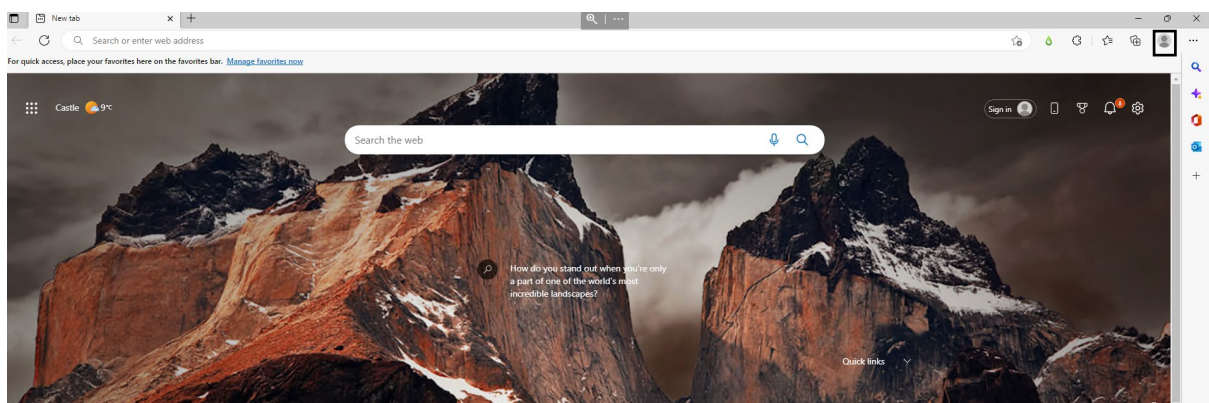 New tab
Search or enter web address
For quick access, place your favorites here on the favorites bar. Manage favorites now
Castle 9°C
Sign in
8
Search the web
How do you stand out when you're only
a part of one of the world's most
incredible landscapes?
Quick links